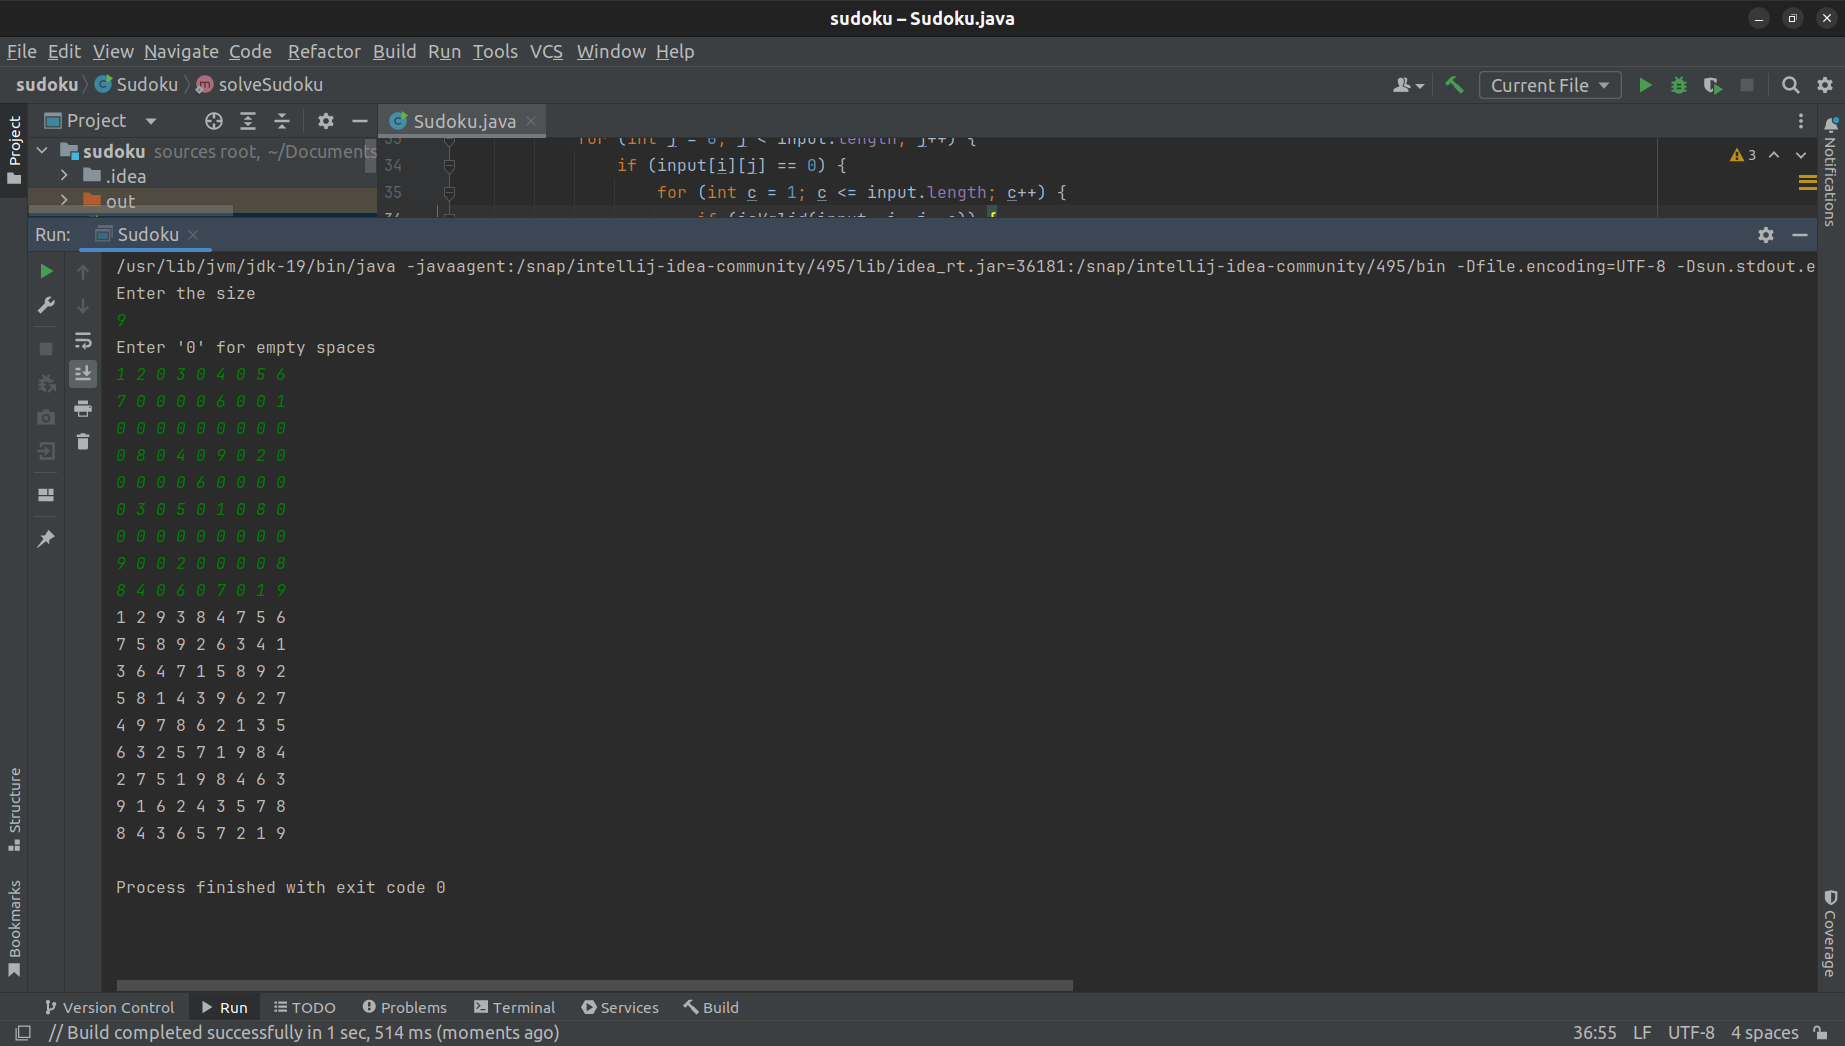 sudoku – Sudoku.java
File Edit View Navigate Code Refactor Build Run Tools VCS Window Help
sudoku Sudoku solveSudoku
Current File
Project
Project
sudoku sources root, ~/Documents
.idea
out
Sudoku.java
33 for (int j = 0; j < input.length; j++) {
34 if (input[i][j] == 0) {
35 for (int c = 1; c <= input.length; c++) {
36 if (isValid(input, i, j, c)) {
3
Notifications
Run: Sudoku
/usr/lib/jvm/jdk-19/bin/java -javaagent:/snap/intellij-idea-community/495/lib/idea_rt.jar=36181:/snap/intellij-idea-community/495/bin -Dfile.encoding=UTF-8 -Dsun.stdout.e
Enter the size
9
Enter '0' for empty spaces
1 2 0 3 0 4 0 5 6
7 0 0 0 0 6 0 0 1
0 0 0 0 0 0 0 0 0
0 8 0 4 0 9 0 2 0
0 0 0 0 6 0 0 0 0
0 3 0 5 0 1 0 8 0
0 0 0 0 0 0 0 0 0
9 0 0 2 0 0 0 0 8
8 4 0 6 0 7 0 1 9
1 2 9 3 8 4 7 5 6
7 5 8 9 2 6 3 4 1
3 6 4 7 1 5 8 9 2
5 8 1 4 3 9 6 2 7
4 9 7 8 6 2 1 3 5
6 3 2 5 7 1 9 8 4
2 7 5 1 9 8 4 6 3
9 1 6 2 4 3 5 7 8
8 4 3 6 5 7 2 1 9
Process finished with exit code 0
Structure
Bookmarks
Coverage
Version Control Run TODO Problems Terminal Services Build
// Build completed successfully in 1 sec, 514 ms (moments ago)
36:55 LF UTF-8 4 spaces